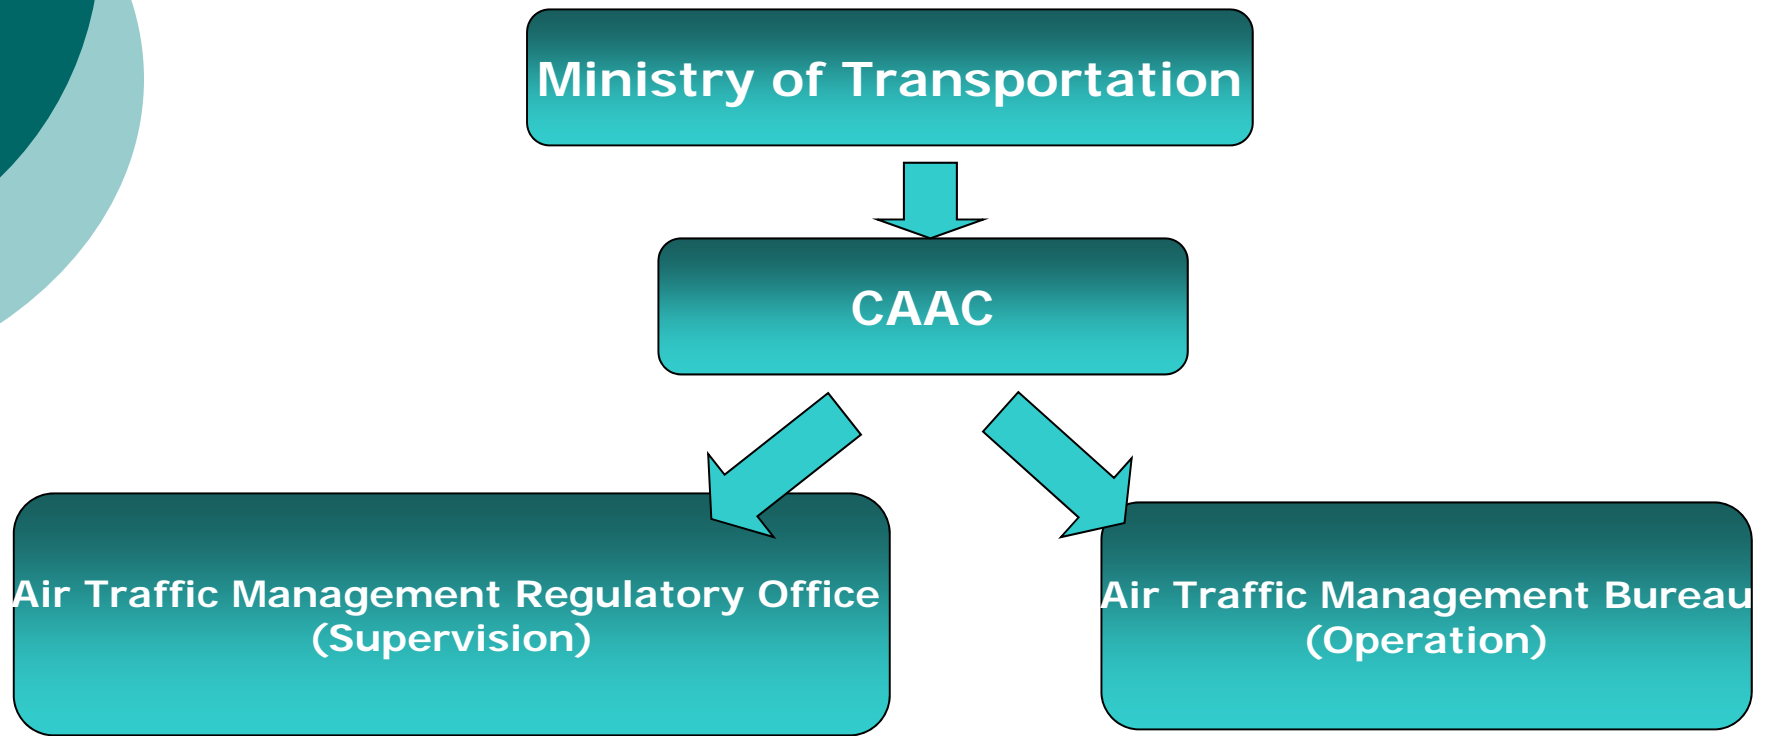 Ministry of Transportation
CAAC
Air Traffic Management Regulatory Office
(Supervision)
Air Traffic Management Bureau
(Operation)